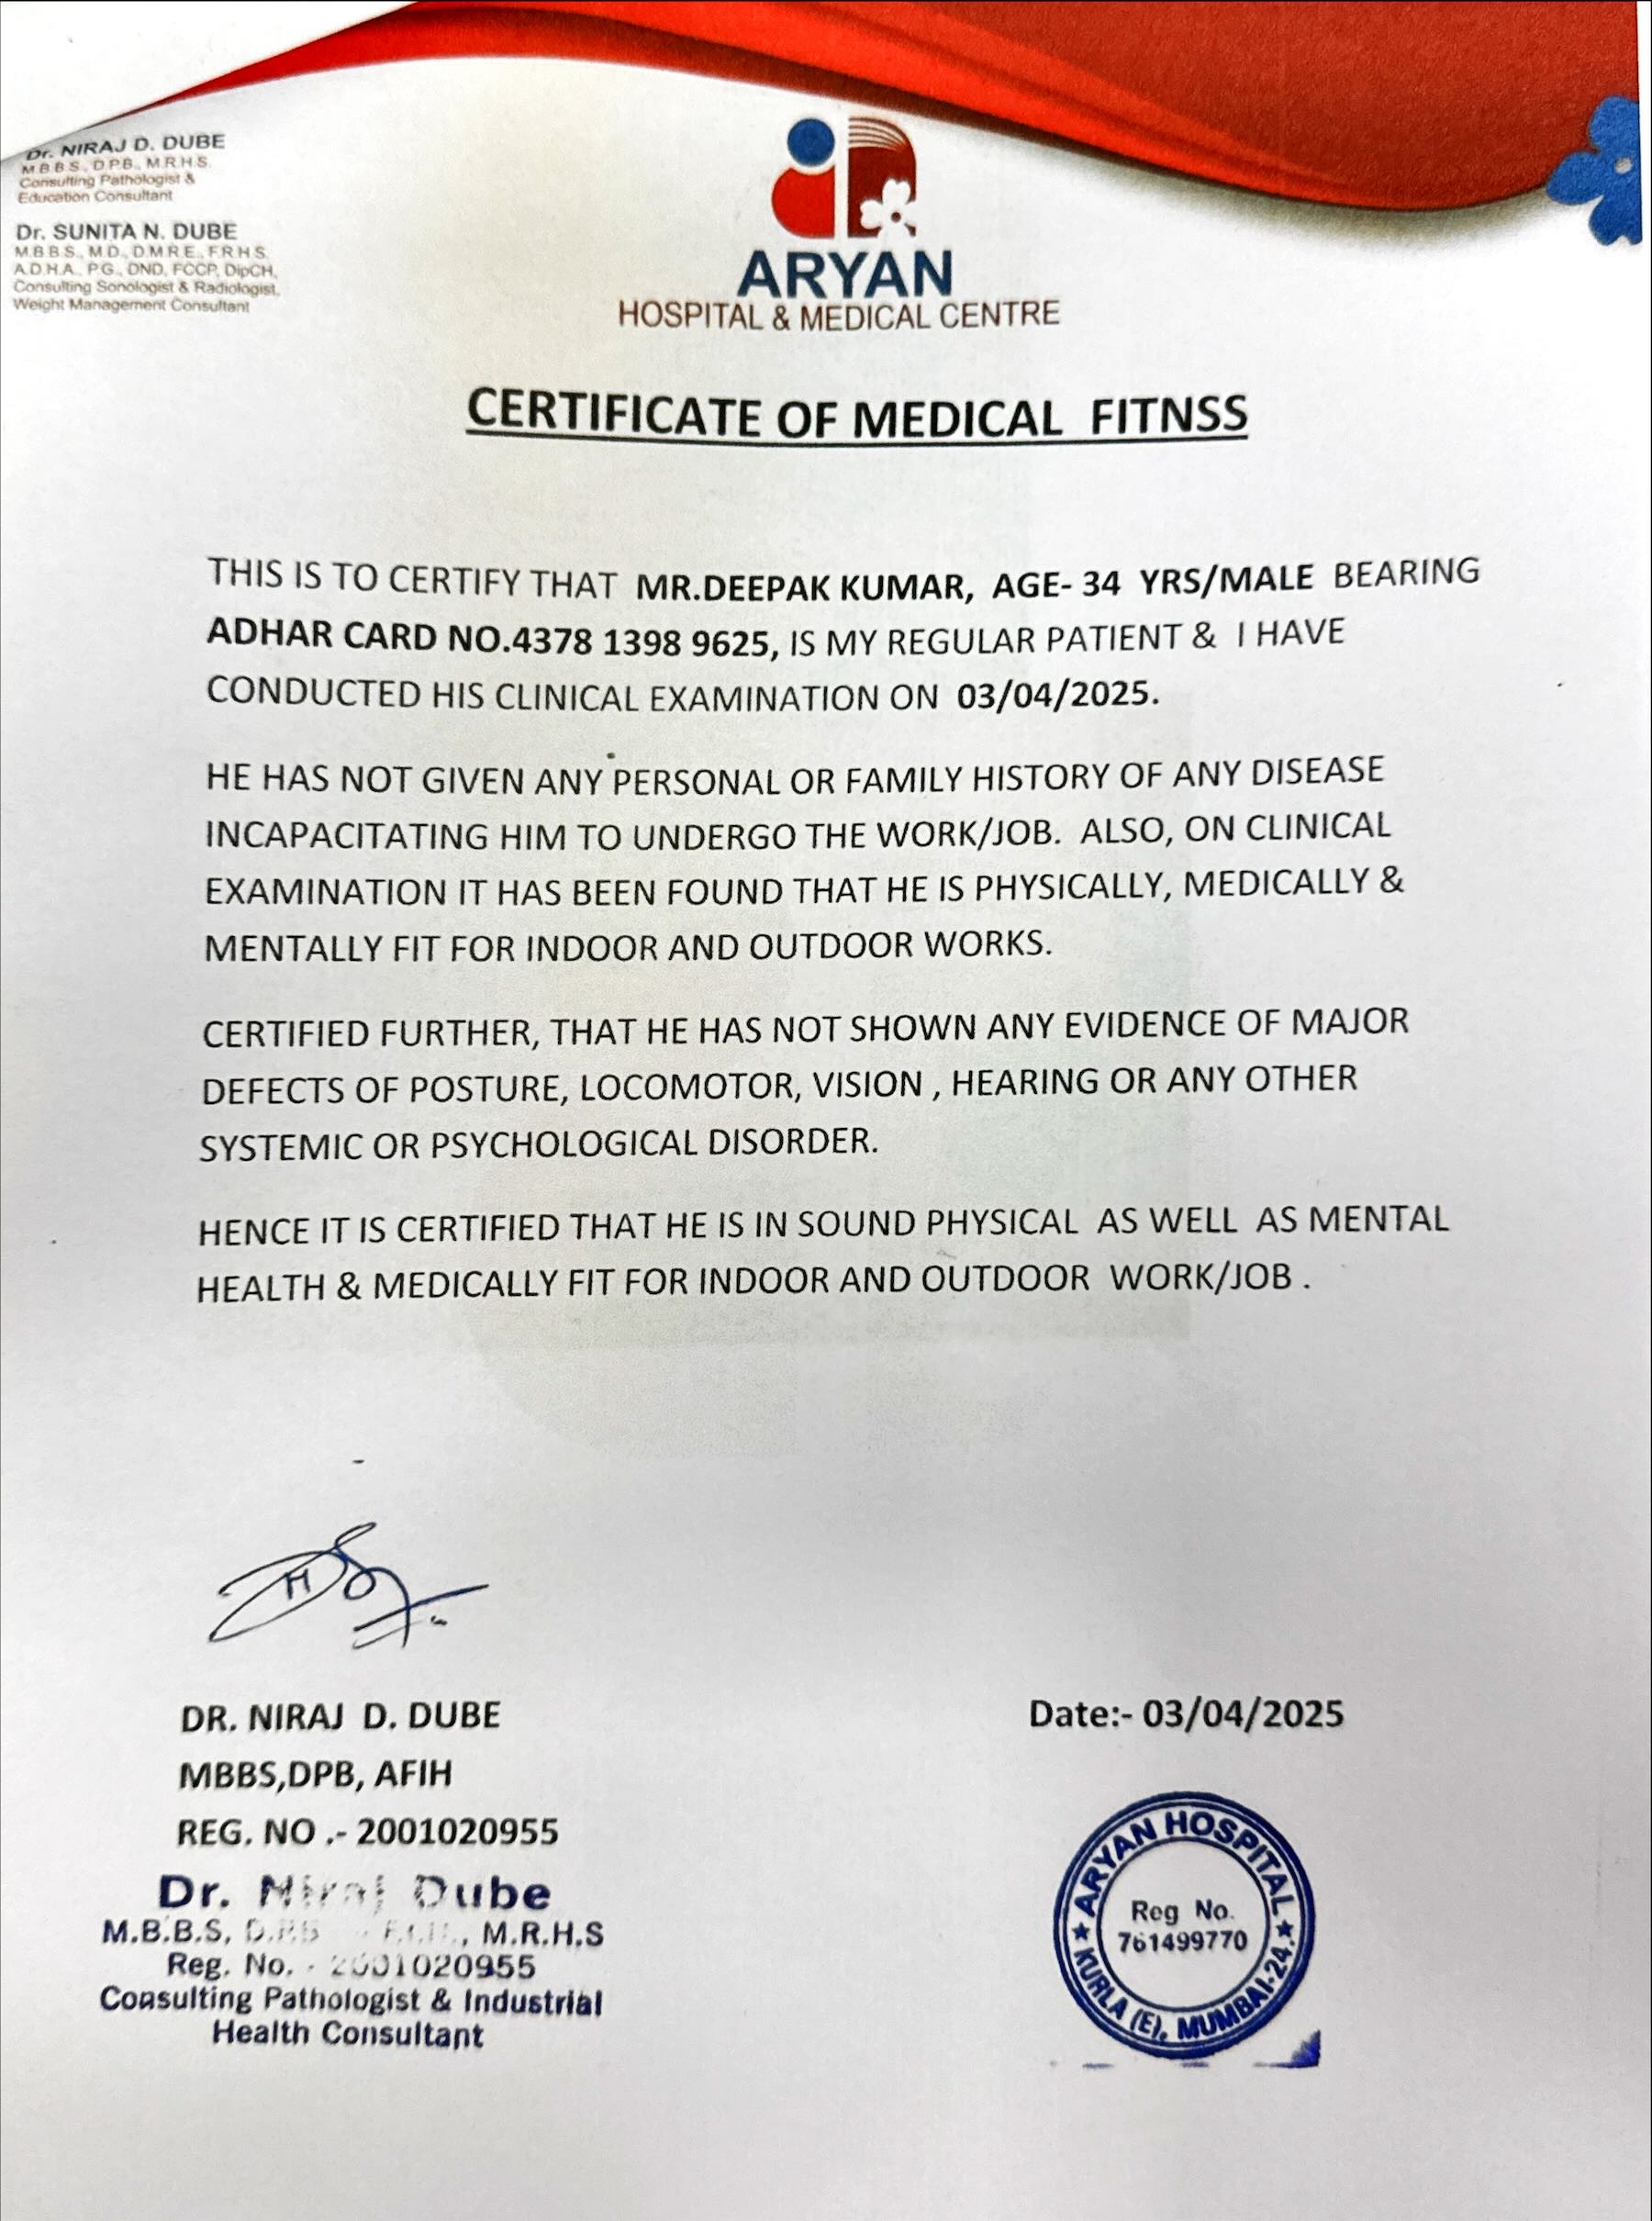 Dr. NIRAJ D. DUBE
M.B.B.S., D.P.B., M.R.H.S.
Consulting Pathologist &
Education Consultant
Dr. SUNITA N. DUBE
M.B.B.S., M.D., D.M.R.E., F.R.H.S.
A.D.H.A., P.G., DND, FCCP, DipCH,
Consulting Sonologist & Radiologist,
Weight Management Consultant
ARYAN
HOSPITAL & MEDICAL CENTRE
CERTIFICATE OF MEDICAL FITNSS
THIS IS TO CERTIFY THAT MR.DEEPAK KUMAR, AGE- 34 YRS/MALE BEARING
ADHAR CARD NO.4378 1398 9625, IS MY REGULAR PATIENT & I HAVE
CONDUCTED HIS CLINICAL EXAMINATION ON 03/04/2025.
HE HAS NOT GIVEN ANY PERSONAL OR FAMILY HISTORY OF ANY DISEASE
INCAPACITATING HIM TO UNDERGO THE WORK/JOB. ALSO, ON CLINICAL
EXAMINATION IT HAS BEEN FOUND THAT HE IS PHYSICALLY, MEDICALLY &
MENTALLY FIT FOR INDOOR AND OUTDOOR WORKS.
CERTIFIED FURTHER, THAT HE HAS NOT SHOWN ANY EVIDENCE OF MAJOR
DEFECTS OF POSTURE, LOCOMOTOR, VISION , HEARING OR ANY OTHER
SYSTEMIC OR PSYCHOLOGICAL DISORDER.
HENCE IT IS CERTIFIED THAT HE IS IN SOUND PHYSICAL AS WELL AS MENTAL
HEALTH & MEDICALLY FIT FOR INDOOR AND OUTDOOR WORK/JOB .
DR. NIRAJ D. DUBE
MBBS,DPB, AFIH
REG. NO .- 2001020955
Dr. Niraj Dube
M.B.B.S, M.R.H.S
Reg. No. - 2001020955
Consulting Pathologist & Industrial
Health Consultant
Date:- 03/04/2025
ARYAN HOSPITAL
Reg No.
761499770
KURLA (E), MUMBAI-24.